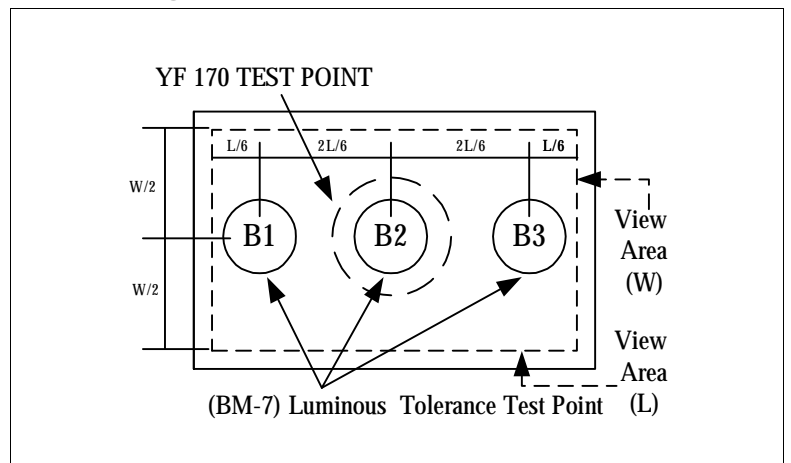 YF 170 TEST POINT
L/6 2L/6 2L/6 L/6
W/2
B1 B2 B3
W/2
View
Area
(W)
View
Area
(L)
(BM-7) Luminous Tolerance Test Point